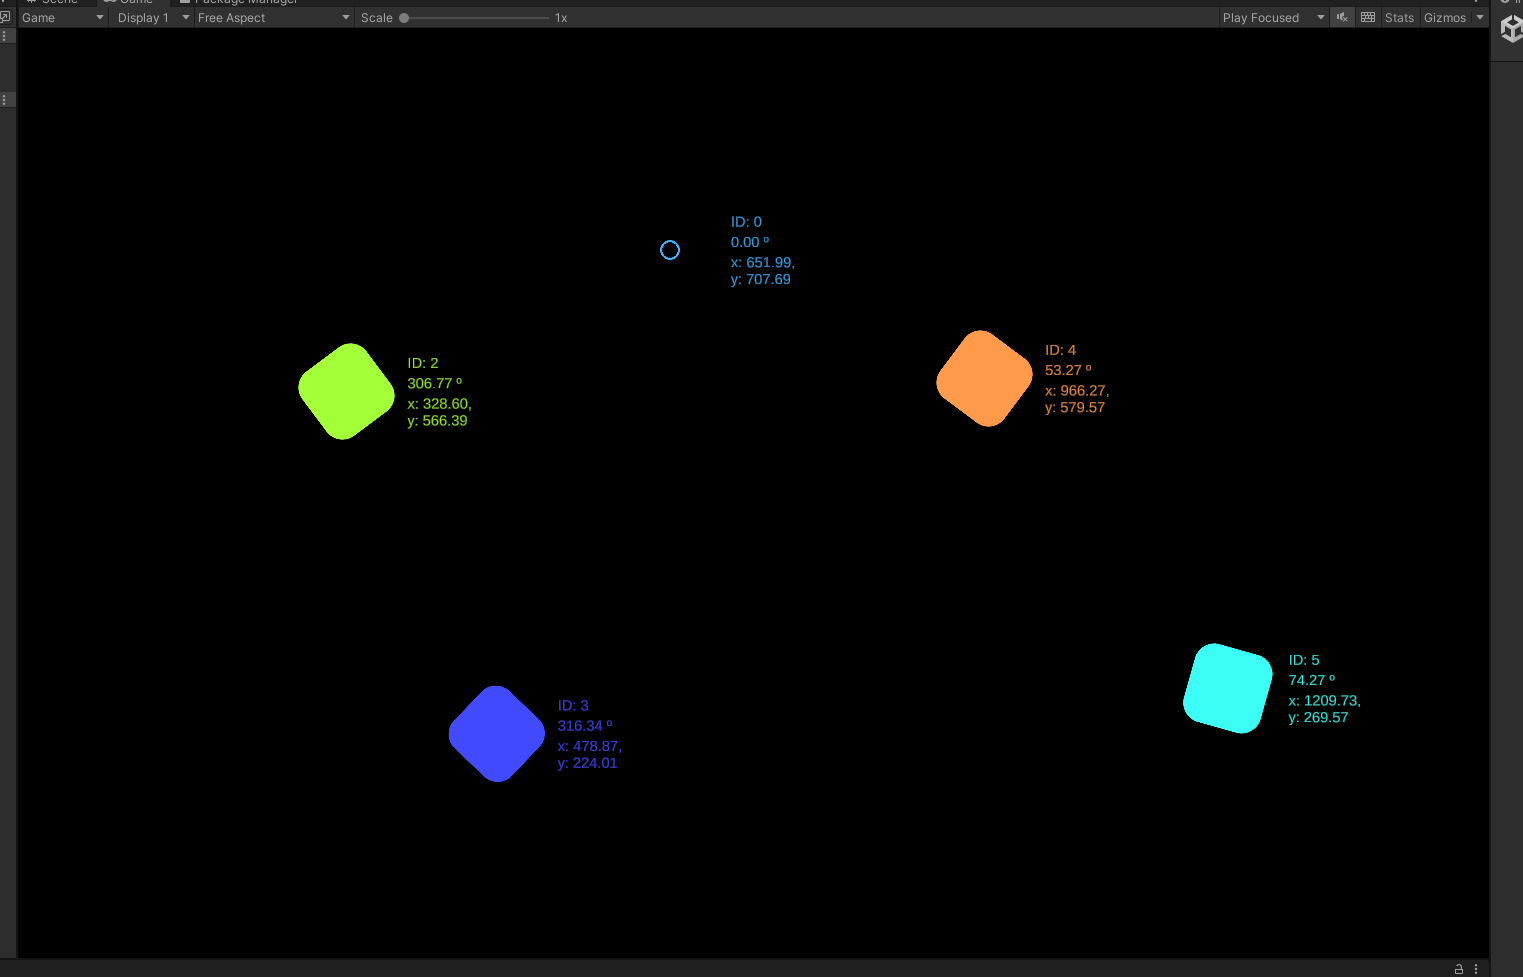 Scene Game Package Manager
Game Display 1 Free Aspect Scale 1x Play Focused Stats Gizmos
ID: 0
0.00 º
x: 651.99,
y: 707.69
ID: 2
306.77 º
x: 328.60,
y: 566.39
ID: 4
53.27 º
x: 966.27,
y: 579.57
ID: 3
316.34 º
x: 478.87,
y: 224.01
ID: 5
74.27 º
x: 1209.73,
y: 269.57